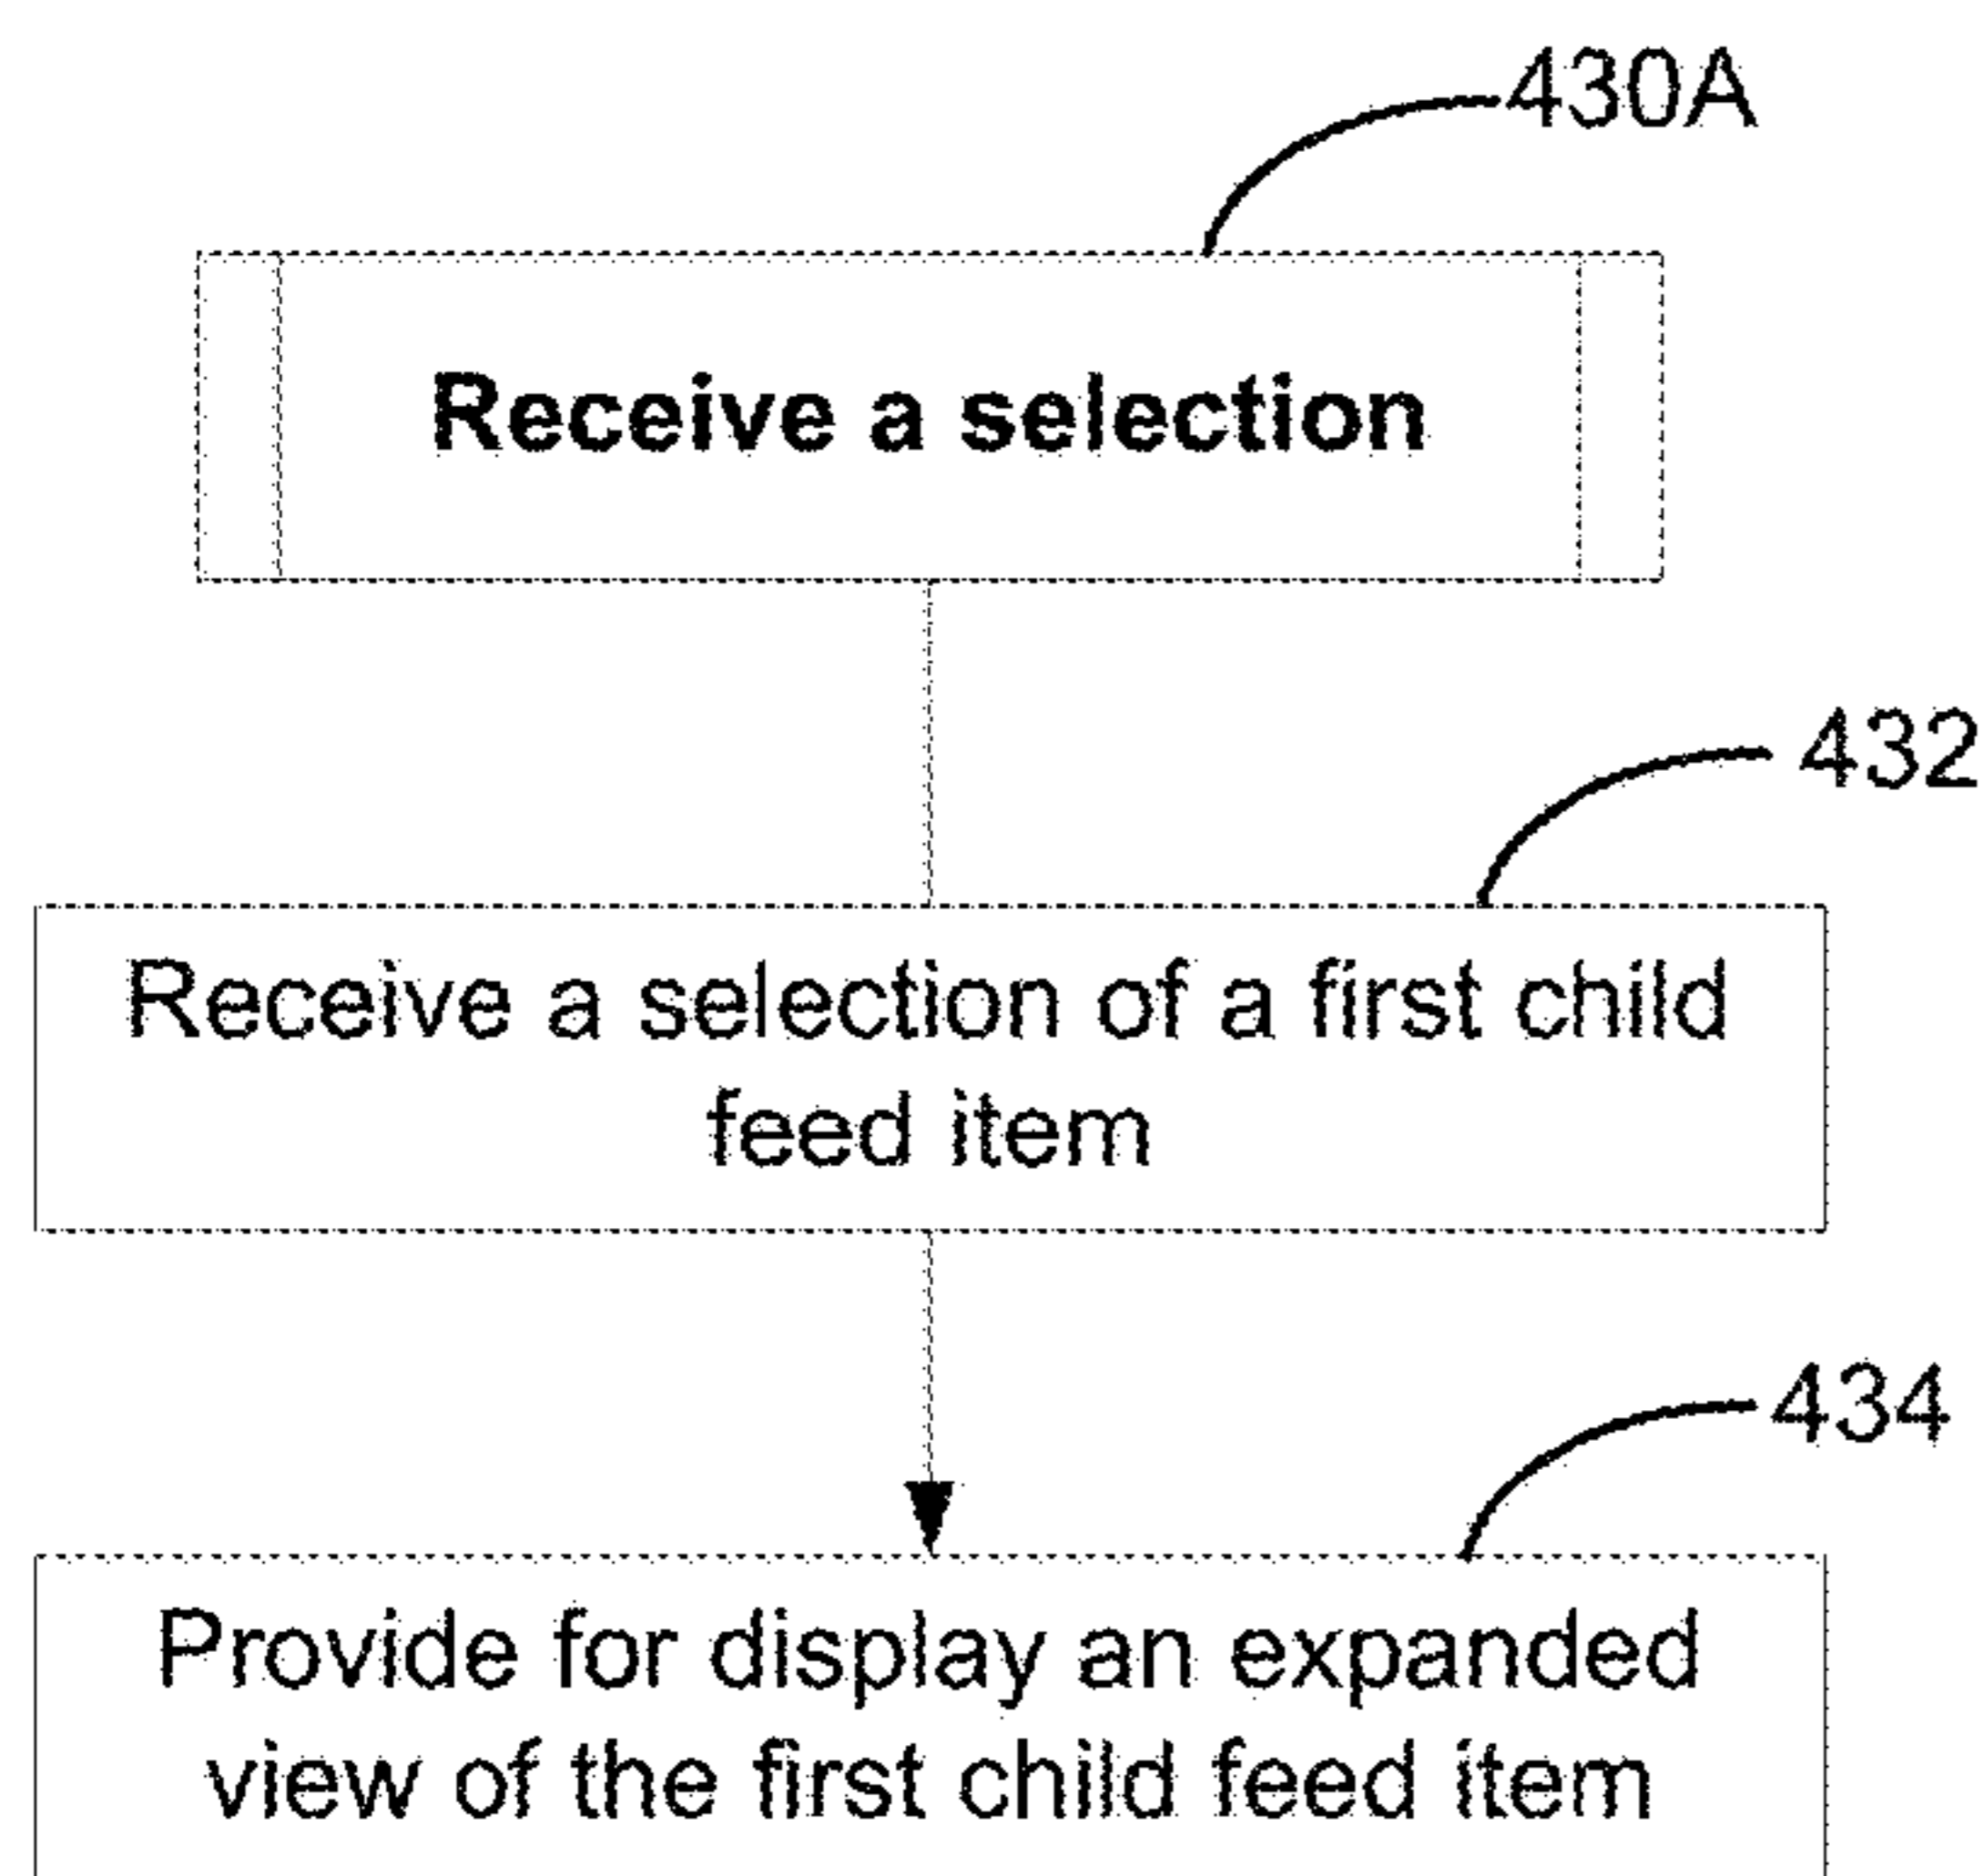 430A
Receive a selection
432
Receive a selection of a first child
feed item
434
Provide for display an expanded
view of the first child feed item